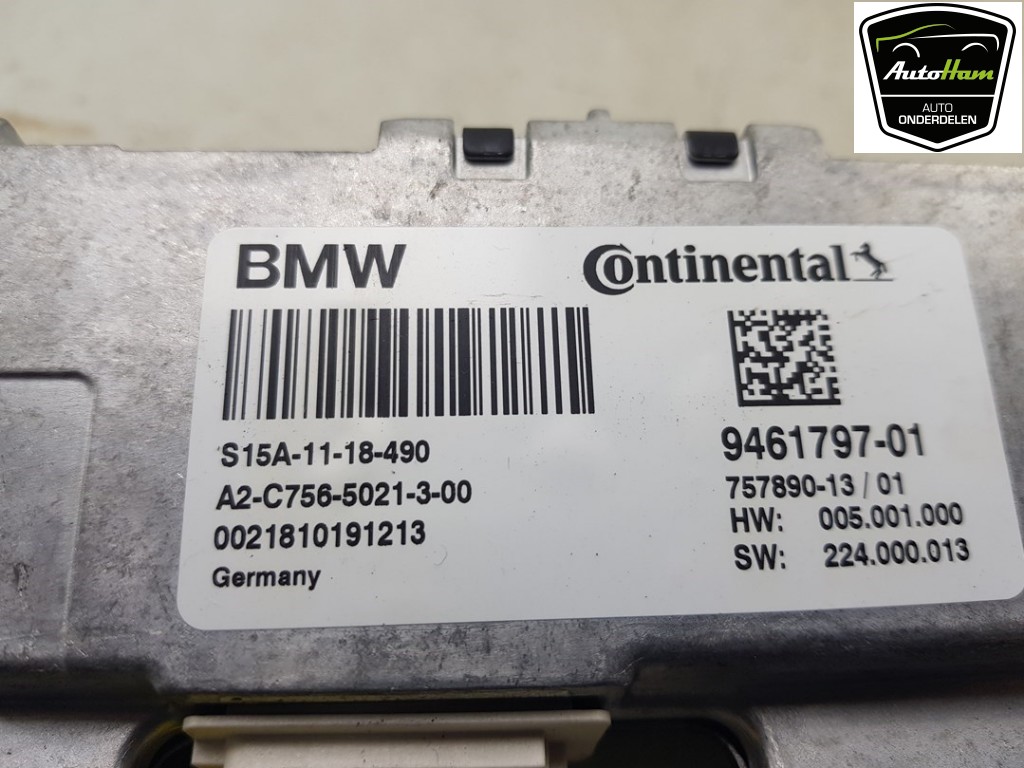 AutoHam
AUTO
ONDERDELEN
BMW
Continental
S15A-11-18-490
A2-C756-5021-3-00
0021810191213
Germany
9461797-01
757890-13 / 01
HW: 005.001.000
SW: 224.000.013